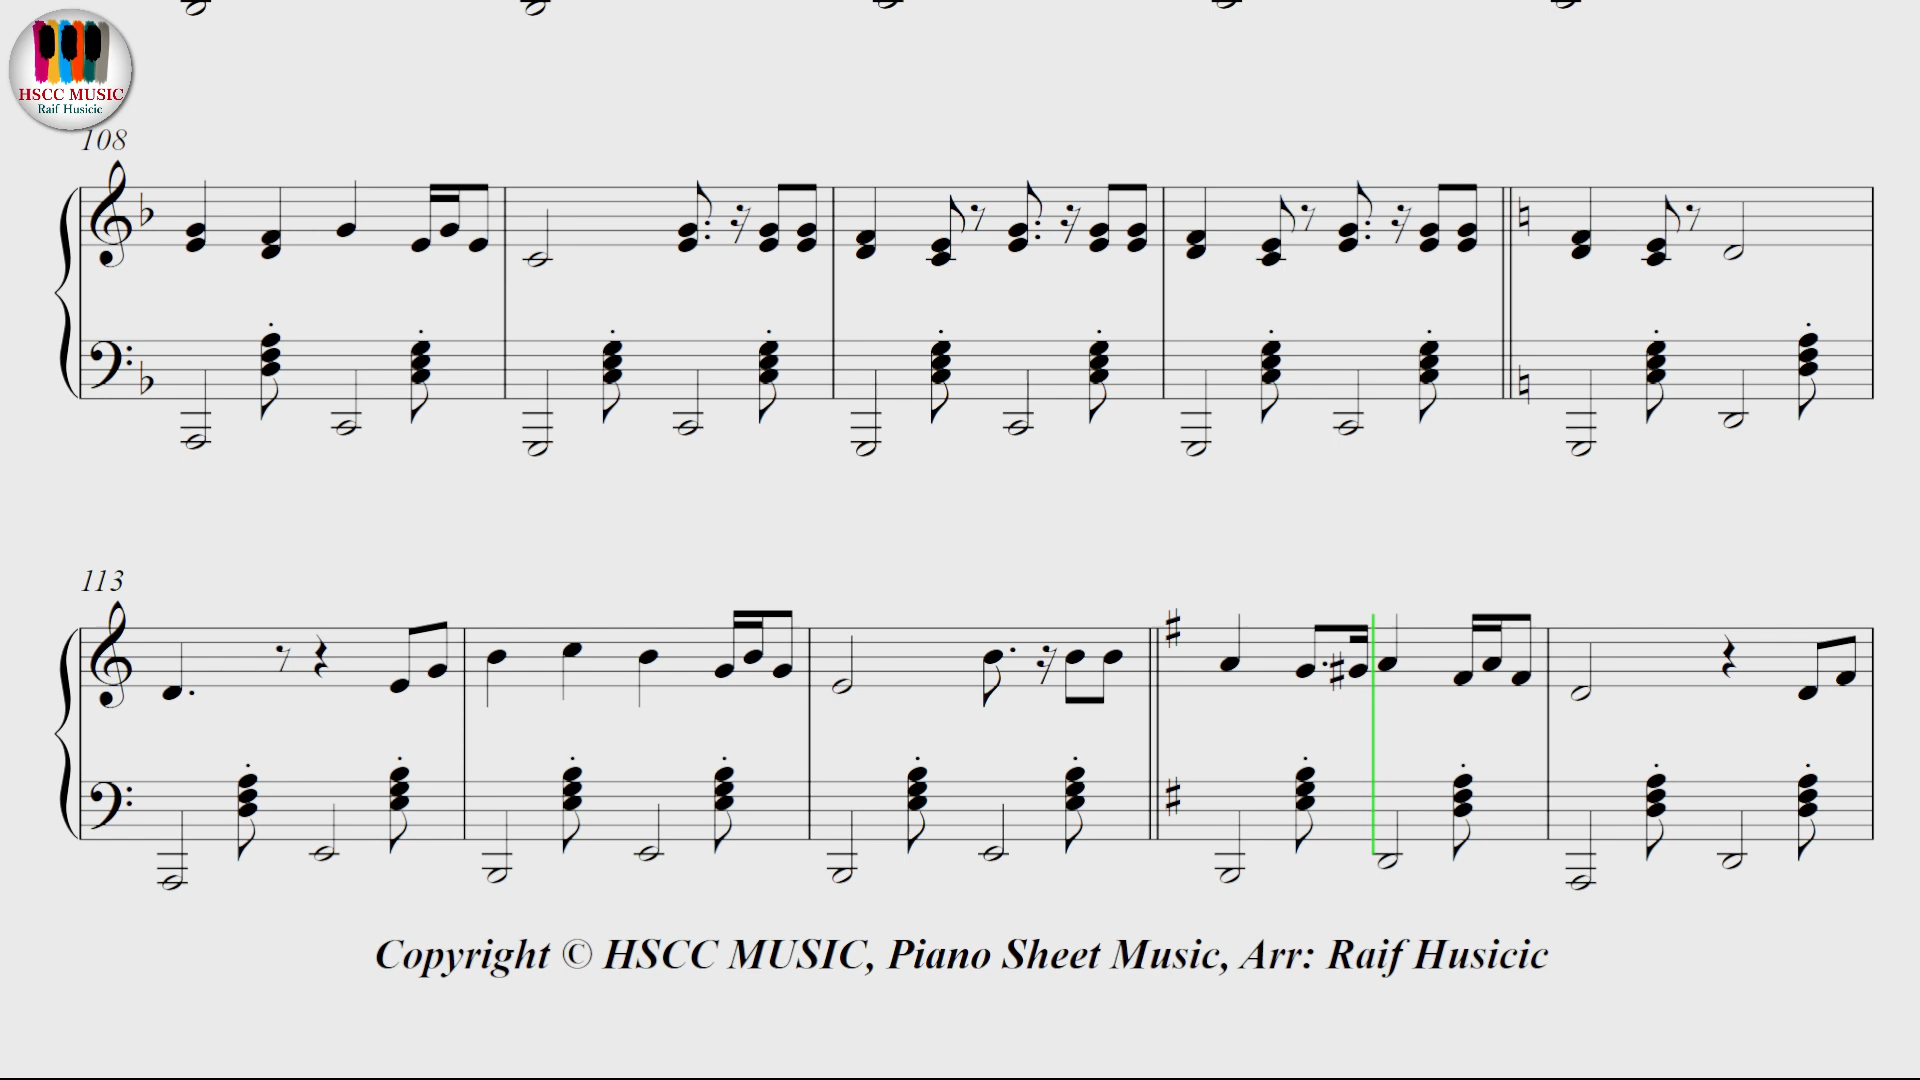 HSCC MUSIC
Raif Husicic
108
113
Copyright © HSCC MUSIC, Piano Sheet Music, Arr: Raif Husicic